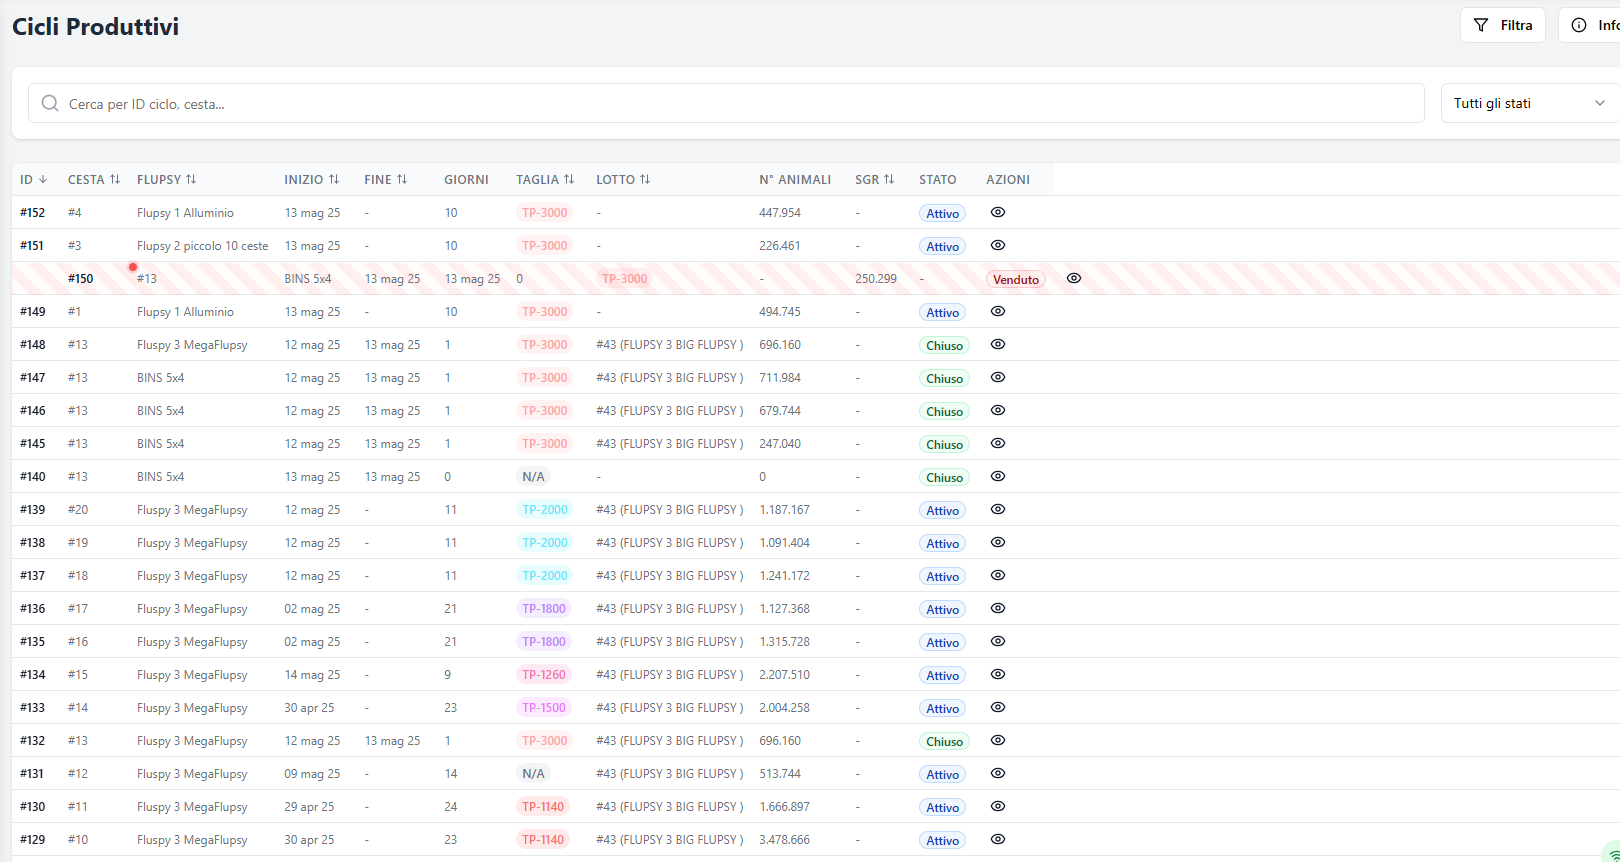 Cicli Produttivi
Filtra
Info
Cerca per ID ciclo, cesta...
Tutti gli stati
ID CESTA FLUPSY INIZIO FINE GIORNI TAGLIA LOTTO N° ANIMALI SGR STATO AZIONI
#152 #4 Flupsy 1 Alluminio 13 mag 25 - 10 TP-3000 - 447.954 - Attivo
#151 #3 Flupsy 2 piccolo 10 ceste 13 mag 25 - 10 TP-3000 - 226.461 - Attivo
#150 #13 BINS 5x4 13 mag 25 13 mag 25 0 TP-3000 - 250.299 - Venduto
#149 #1 Flupsy 1 Alluminio 13 mag 25 - 10 TP-3000 - 494.745 - Attivo
#148 #13 Fluspy 3 MegaFlupsy 12 mag 25 13 mag 25 1 TP-3000 #43 (FLUPSY 3 BIG FLUPSY ) 696.160 - Chiuso
#147 #13 BINS 5x4 12 mag 25 13 mag 25 1 TP-3000 #43 (FLUPSY 3 BIG FLUPSY ) 711.984 - Chiuso
#146 #13 BINS 5x4 12 mag 25 13 mag 25 1 TP-3000 #43 (FLUPSY 3 BIG FLUPSY ) 679.744 - Chiuso
#145 #13 BINS 5x4 12 mag 25 13 mag 25 1 TP-3000 #43 (FLUPSY 3 BIG FLUPSY ) 247.040 - Chiuso
#140 #13 BINS 5x4 13 mag 25 13 mag 25 0 N/A - 0 - Chiuso
#139 #20 Fluspy 3 MegaFlupsy 12 mag 25 - 11 TP-2000 #43 (FLUPSY 3 BIG FLUPSY ) 1.187.167 - Attivo
#138 #19 Fluspy 3 MegaFlupsy 12 mag 25 - 11 TP-2000 #43 (FLUPSY 3 BIG FLUPSY ) 1.091.404 - Attivo
#137 #18 Fluspy 3 MegaFlupsy 12 mag 25 - 11 TP-2000 #43 (FLUPSY 3 BIG FLUPSY ) 1.241.172 - Attivo
#136 #17 Fluspy 3 MegaFlupsy 02 mag 25 - 21 TP-1800 #43 (FLUPSY 3 BIG FLUPSY ) 1.127.368 - Attivo
#135 #16 Fluspy 3 MegaFlupsy 02 mag 25 - 21 TP-1800 #43 (FLUPSY 3 BIG FLUPSY ) 1.315.728 - Attivo
#134 #15 Fluspy 3 MegaFlupsy 14 mag 25 - 9 TP-1260 #43 (FLUPSY 3 BIG FLUPSY ) 2.207.510 - Attivo
#133 #14 Fluspy 3 MegaFlupsy 30 apr 25 - 23 TP-1500 #43 (FLUPSY 3 BIG FLUPSY ) 2.004.258 - Attivo
#132 #13 Fluspy 3 MegaFlupsy 12 mag 25 13 mag 25 1 TP-3000 #43 (FLUPSY 3 BIG FLUPSY ) 696.160 - Chiuso
#131 #12 Fluspy 3 MegaFlupsy 09 mag 25 - 14 N/A #43 (FLUPSY 3 BIG FLUPSY ) 513.744 - Attivo
#130 #11 Fluspy 3 MegaFlupsy 29 apr 25 - 24 TP-1140 #43 (FLUPSY 3 BIG FLUPSY ) 1.666.897 - Attivo
#129 #10 Fluspy 3 MegaFlupsy 30 apr 25 - 23 TP-1140 #43 (FLUPSY 3 BIG FLUPSY ) 3.478.666 - Attivo